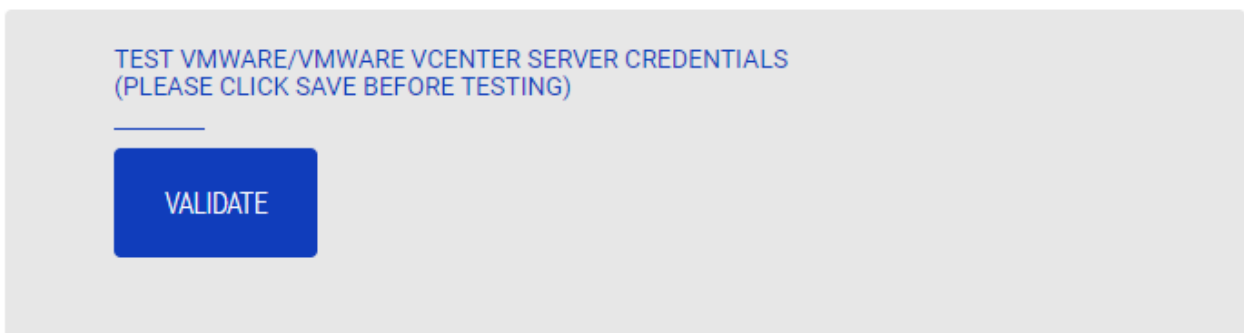 TEST VMWARE/VMWARE VCENTER SERVER CREDENTIALS
(PLEASE CLICK SAVE BEFORE TESTING)
VALIDATE